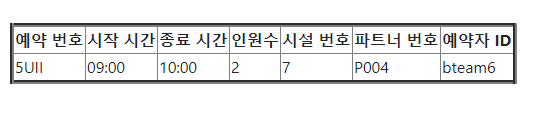 예약 번호 시작 시간 종료 시간 인원수 시설 번호 파트너 번호 예약자 ID
5UII 09:00 10:00 2 7 P004 bteam6